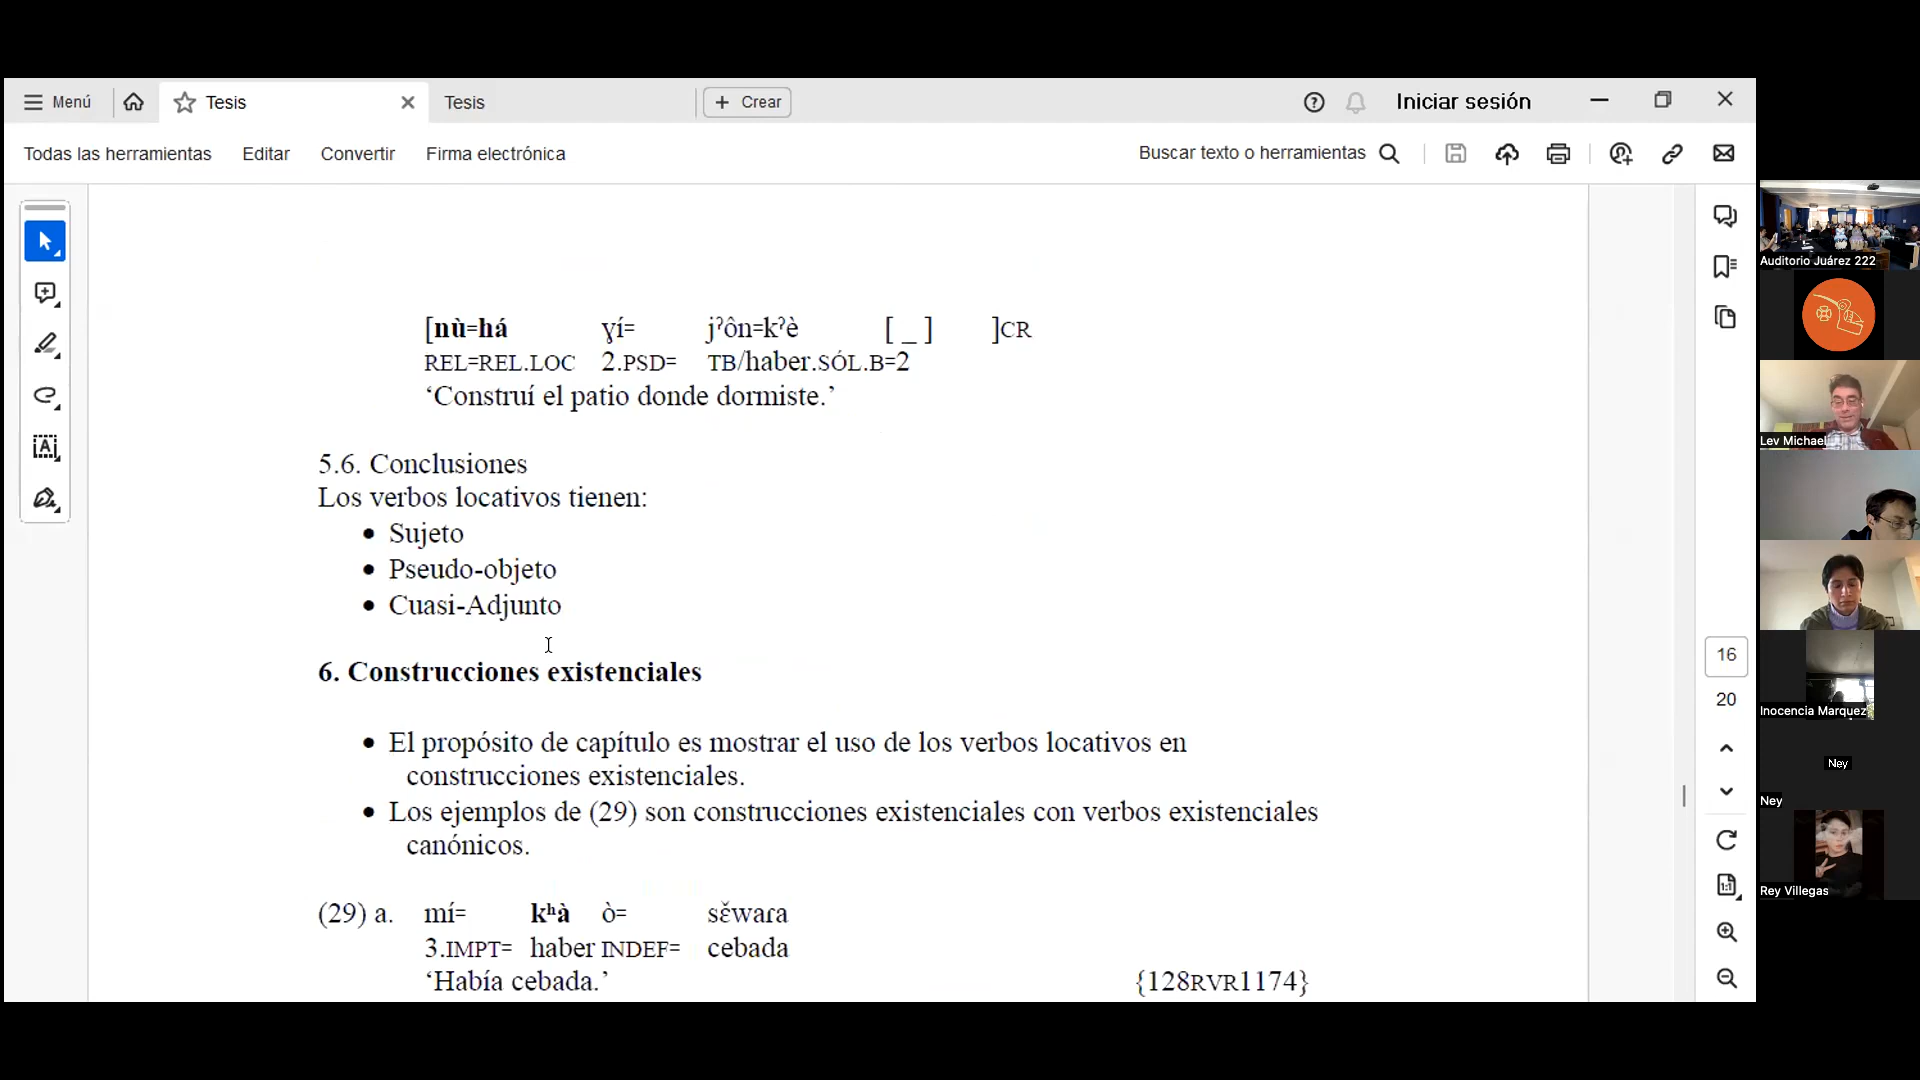 Menú
Tesis
Tesis
+ Crear
Iniciar sesión
Todas las herramientas
Editar
Convertir
Firma electrónica
Buscar texto o herramientas
[nù=há ɣí= jˀôn=kˀè [ _ ] ]CR
REL=REL.LOC 2.PSD= TB/haber.SÓL.B=2
‘Construí el patio donde dormiste.’
5.6. Conclusiones
Los verbos locativos tienen:
• Sujeto
• Pseudo-objeto
• Cuasi-Adjunto
6. Construcciones existenciales
• El propósito de capítulo es mostrar el uso de los verbos locativos en
construcciones existenciales.
• Los ejemplos de (29) son construcciones existenciales con verbos existenciales
canónicos.
(29) a. mí= kʰà ò= sɛ̌waɾa
3.IMPT= haber INDEF= cebada
‘Había cebada.’ {128RVR1174}
16
20
Auditorio Juárez 222
Lev Michael
Inocencia Marquez
Ney
Ney
Rey Villegas